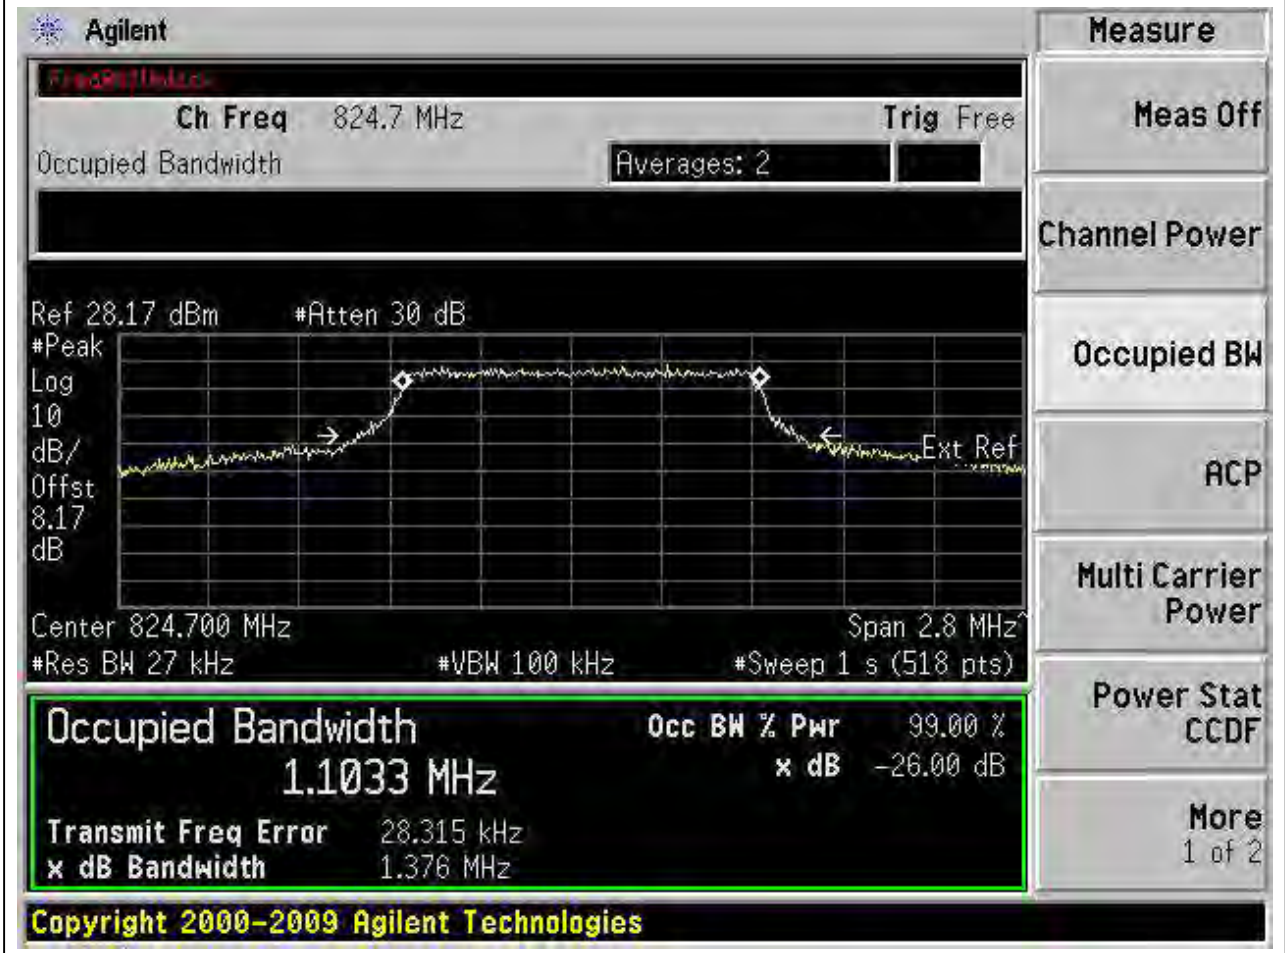 Agilent
Measure
Ch Freq 824.7 MHz Trig Free
Occupied Bandwidth Averages: 2
Meas Off
Channel Power
Occupied BW
ACP
Multi Carrier
Power
Power Stat
CCDF
More
1 of 2
Ref 28.17 dBm #Atten 30 dB
#Peak
Log
10
dB/
Offst
8.17
dB
Ext Ref
Center 824.700 MHz Span 2.8 MHz
#Res BW 27 kHz #VBW 100 kHz #Sweep 1 s (518 pts)
Occupied Bandwidth
1.1033 MHz
Occ BW % Pwr 99.00 %
x dB -26.00 dB
Transmit Freq Error 28.315 kHz
x dB Bandwidth 1.376 MHz
Copyright 2000-2009 Agilent Technologies